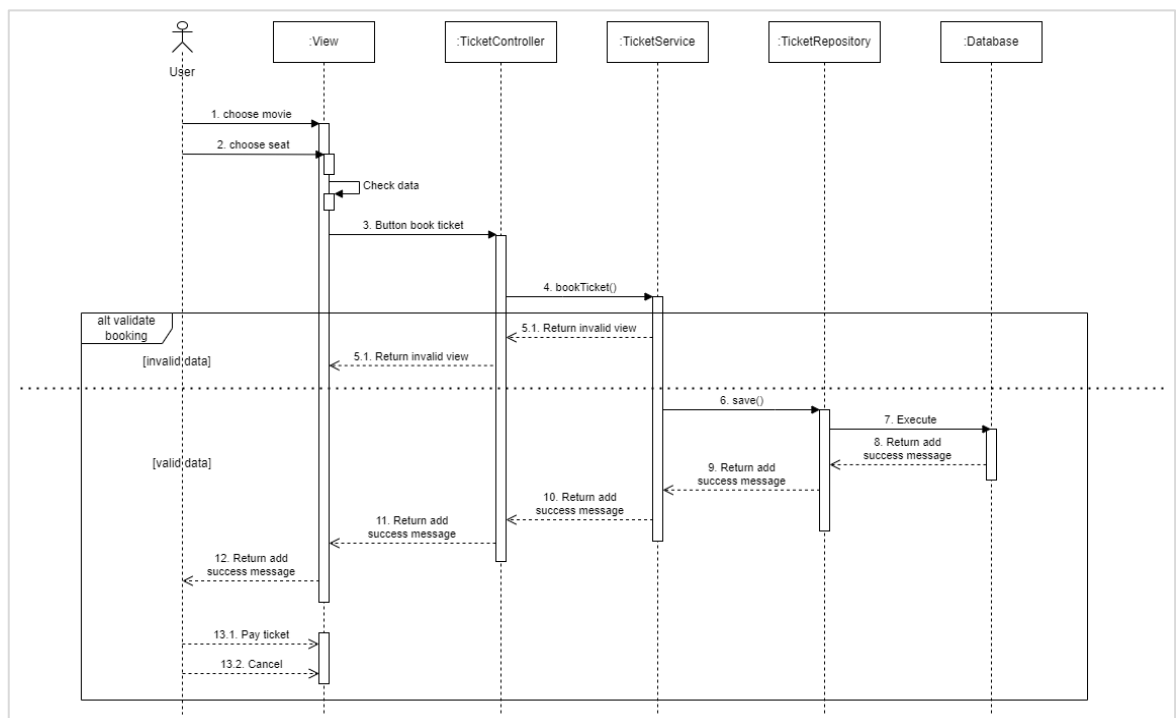 :View
:TicketController
:TicketService
:TicketRepository
:Database
User
1. choose movie
2. choose seat
Check data
3. Button book ticket
4. bookTicket()
alt validate
booking
5.1. Return invalid view
[invalid data]
5.1. Return invalid view
6. save()
7. Execute
8. Return add
success message
[valid data]
9. Return add
success message
10. Return add
success message
11. Return add
success message
12. Return add
success message
13.1. Pay ticket
13.2. Cancel